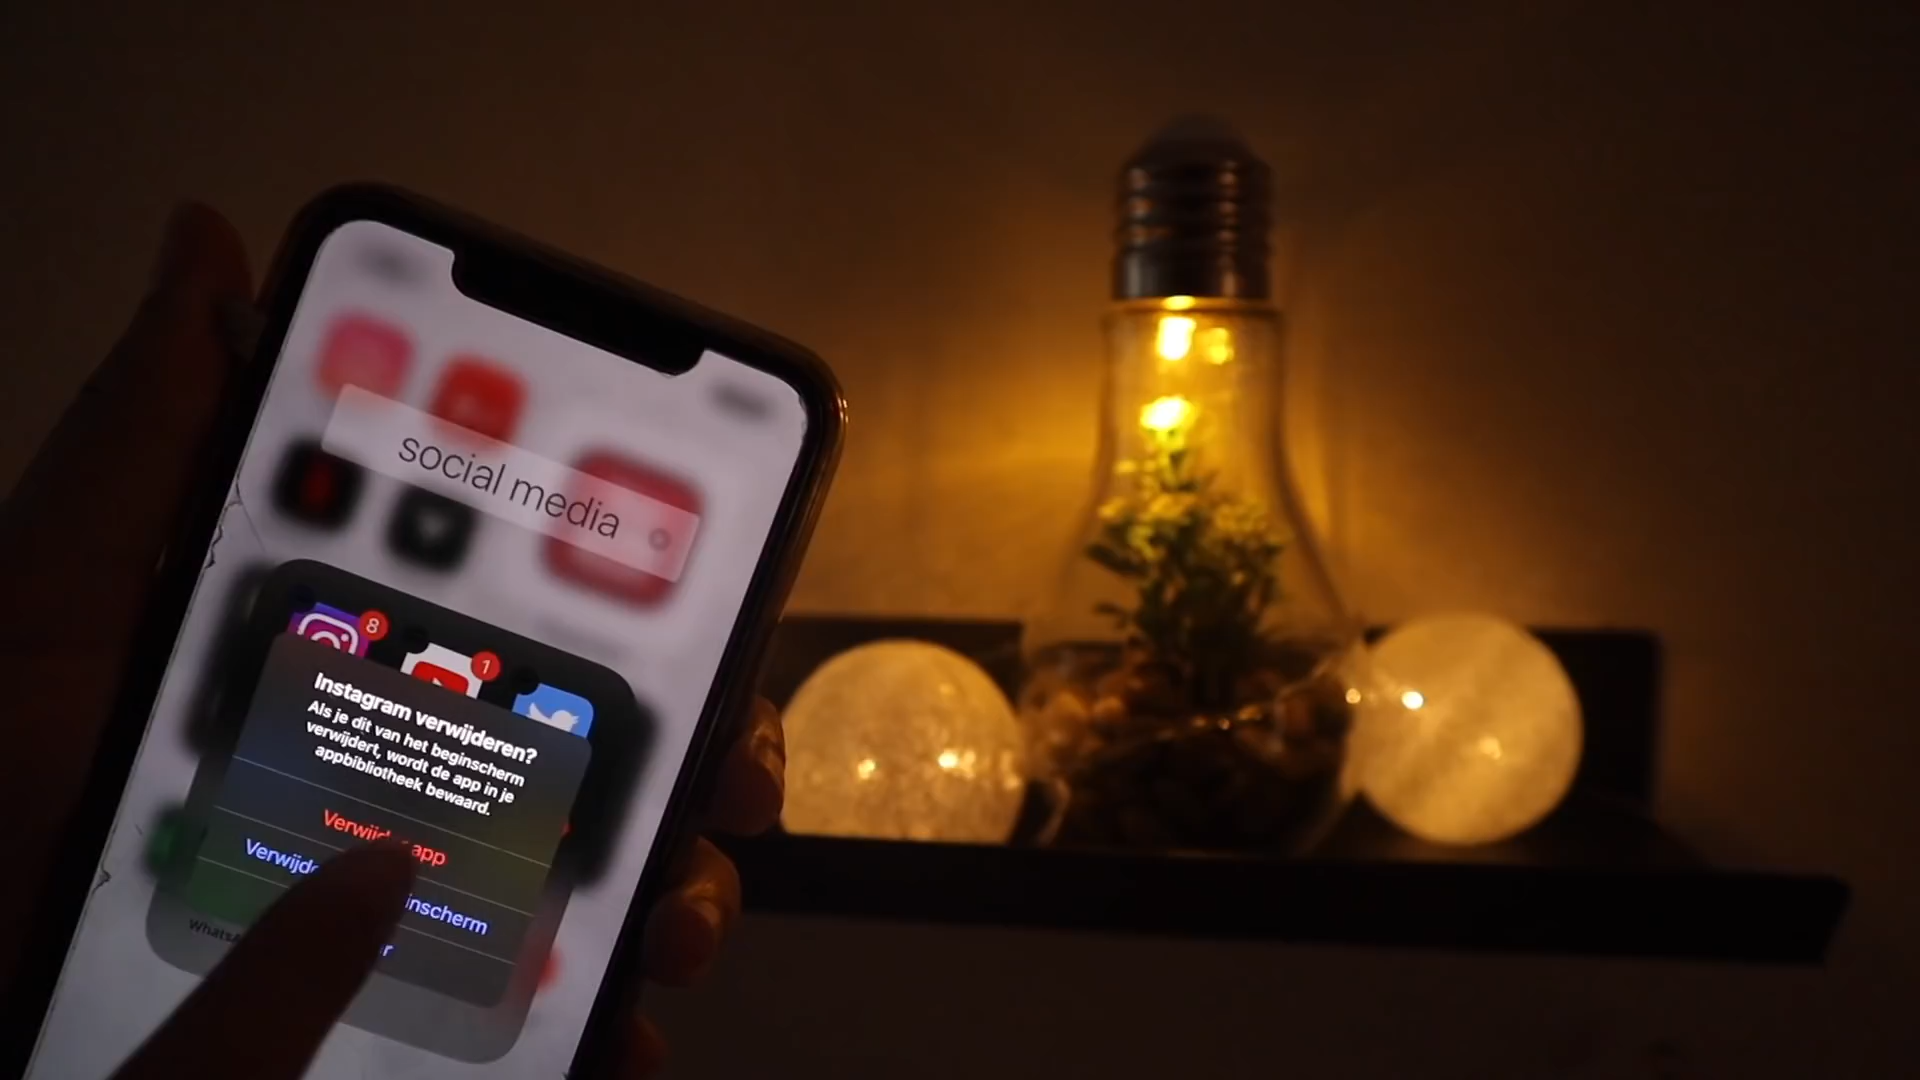 social media
8
1
Instagram verwijderen?
Als je dit van het beginscherm
verwijdert, wordt de app in je
appbibliotheek bewaard.
app